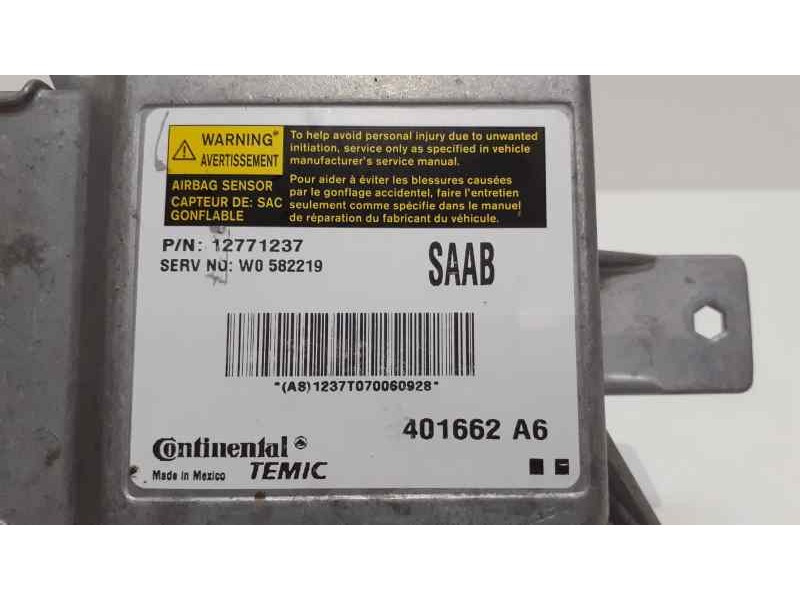 WARNING
AVERTISSEMENT
To help avoid personal injury due to unwanted
initiation, service only as specified in vehicle
manufacturer's service manual.
AIRBAG SENSOR
CAPTEUR DE: SAC
GONFLABLE
Pour aider à éviter les blessures causées
par le gonflage accidentel, faire l'entretien
seulement comme spécifié dans le manuel
de réparation du fabricant du véhicule.
P/N: 12771237
SERV NO: W0 582219
SAAB
*(A8)1237T070060928*
401662 A6
Continental
TEMIC
Made in Mexico